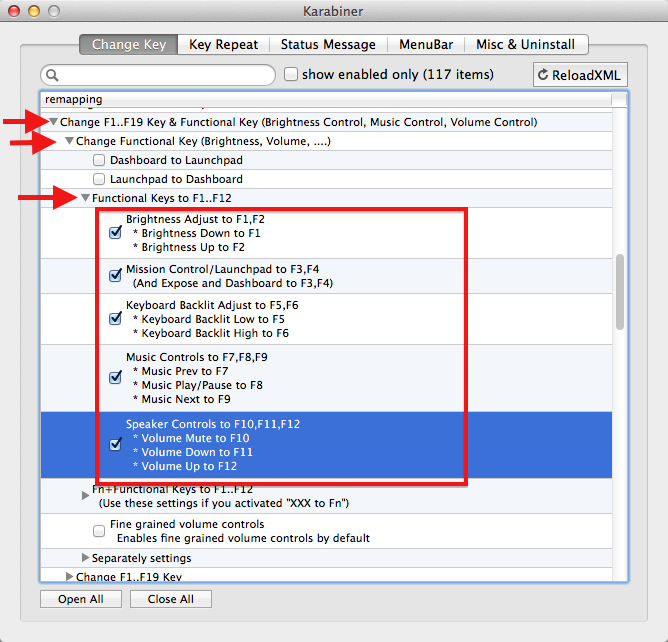 Karabiner
Change Key Key Repeat Status Message MenuBar Misc & Uninstall
show enabled only (117 items) ReloadXML
remapping
Change F1..F19 Key & Functional Key (Brightness Control, Music Control, Volume Control)
Change Functional Key (Brightness, Volume, ....)
Dashboard to Launchpad
Launchpad to Dashboard
Functional Keys to F1..F12
Brightness Adjust to F1,F2
* Brightness Down to F1
* Brightness Up to F2
Mission Control/Launchpad to F3,F4
(And Expose and Dashboard to F3,F4)
Keyboard Backlit Adjust to F5,F6
* Keyboard Backlit Low to F5
* Keyboard Backlit High to F6
Music Controls to F7,F8,F9
* Music Prev to F7
* Music Play/Pause to F8
* Music Next to F9
Speaker Controls to F10,F11,F12
* Volume Mute to F10
* Volume Down to F11
* Volume Up to F12
Fn+Functional Keys to F1..F12
(Use these settings if you activated "XXX to Fn")
Fine grained volume controls
Enables fine grained volume controls by default
Separately settings
Change F1..F19 Key
Open All Close All